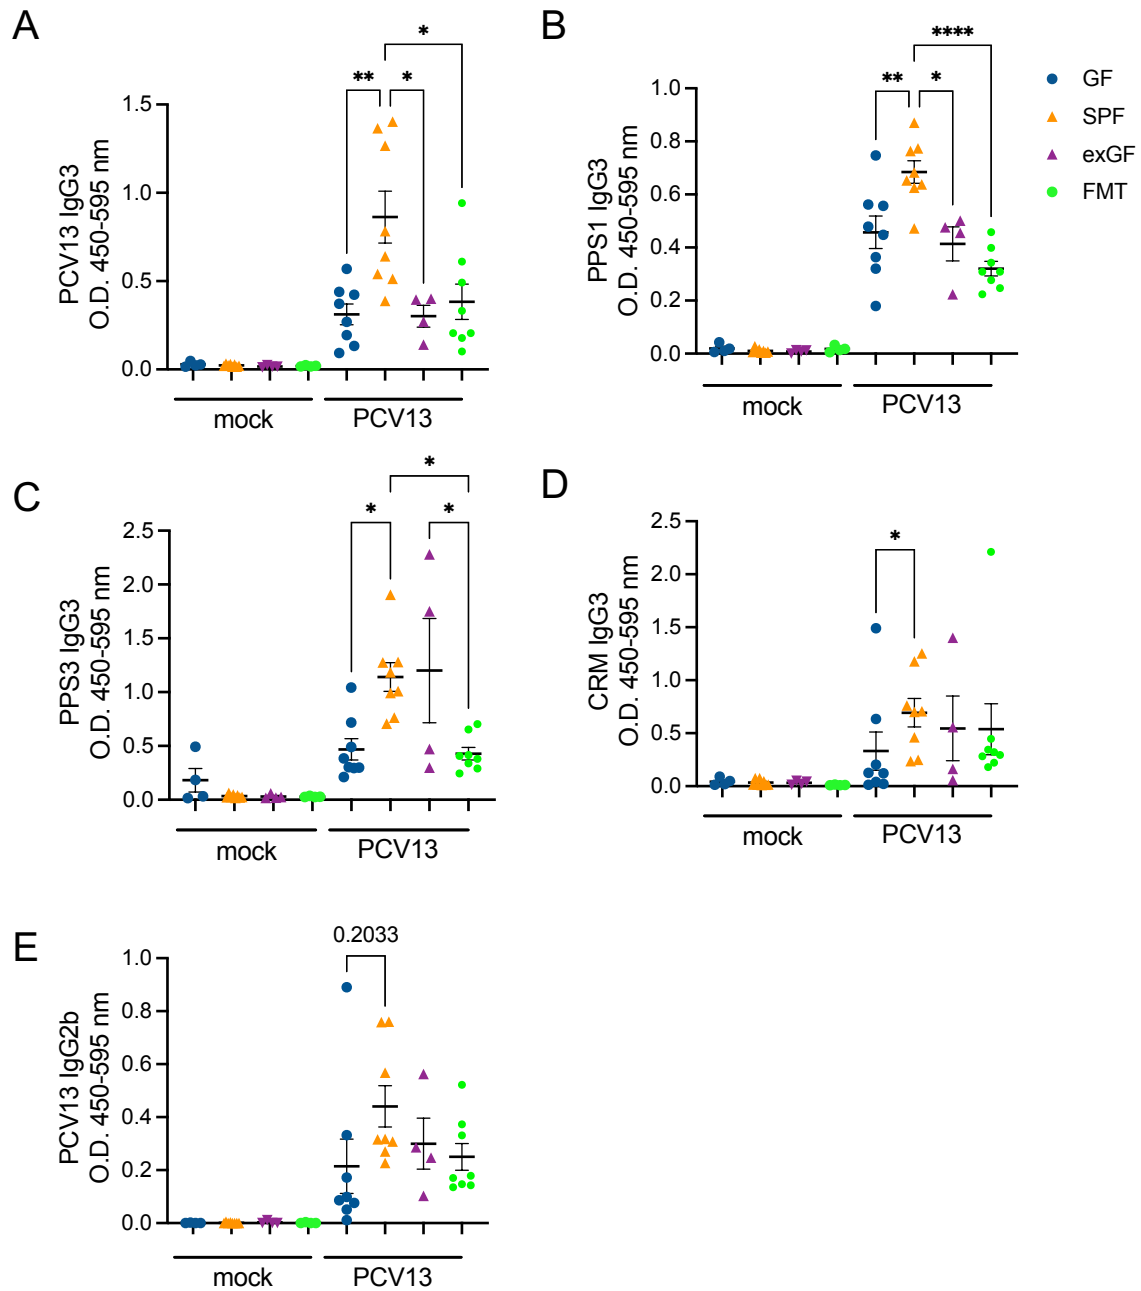 A
PCV13 IgG3
O.D. 450-595 nm
1.5
1.0
0.5
0.0
**
*
*
mock
PCV13
B
PPS1 IgG3
O.D. 450-595 nm
1.0
0.8
0.6
0.4
0.2
0.0
**
*
****
mock
PCV13
GF
SPF
exGF
FMT
C
PPS3 IgG3
O.D. 450-595 nm
2.5
2.0
1.5
1.0
0.5
0.0
*
*
*
mock
PCV13
D
CRM IgG3
O.D. 450-595 nm
2.5
2.0
1.5
1.0
0.5
0.0
*
mock
PCV13
E
PCV13 IgG2b
O.D. 450-595 nm
1.0
0.8
0.6
0.4
0.2
0.0
0.2033
mock
PCV13